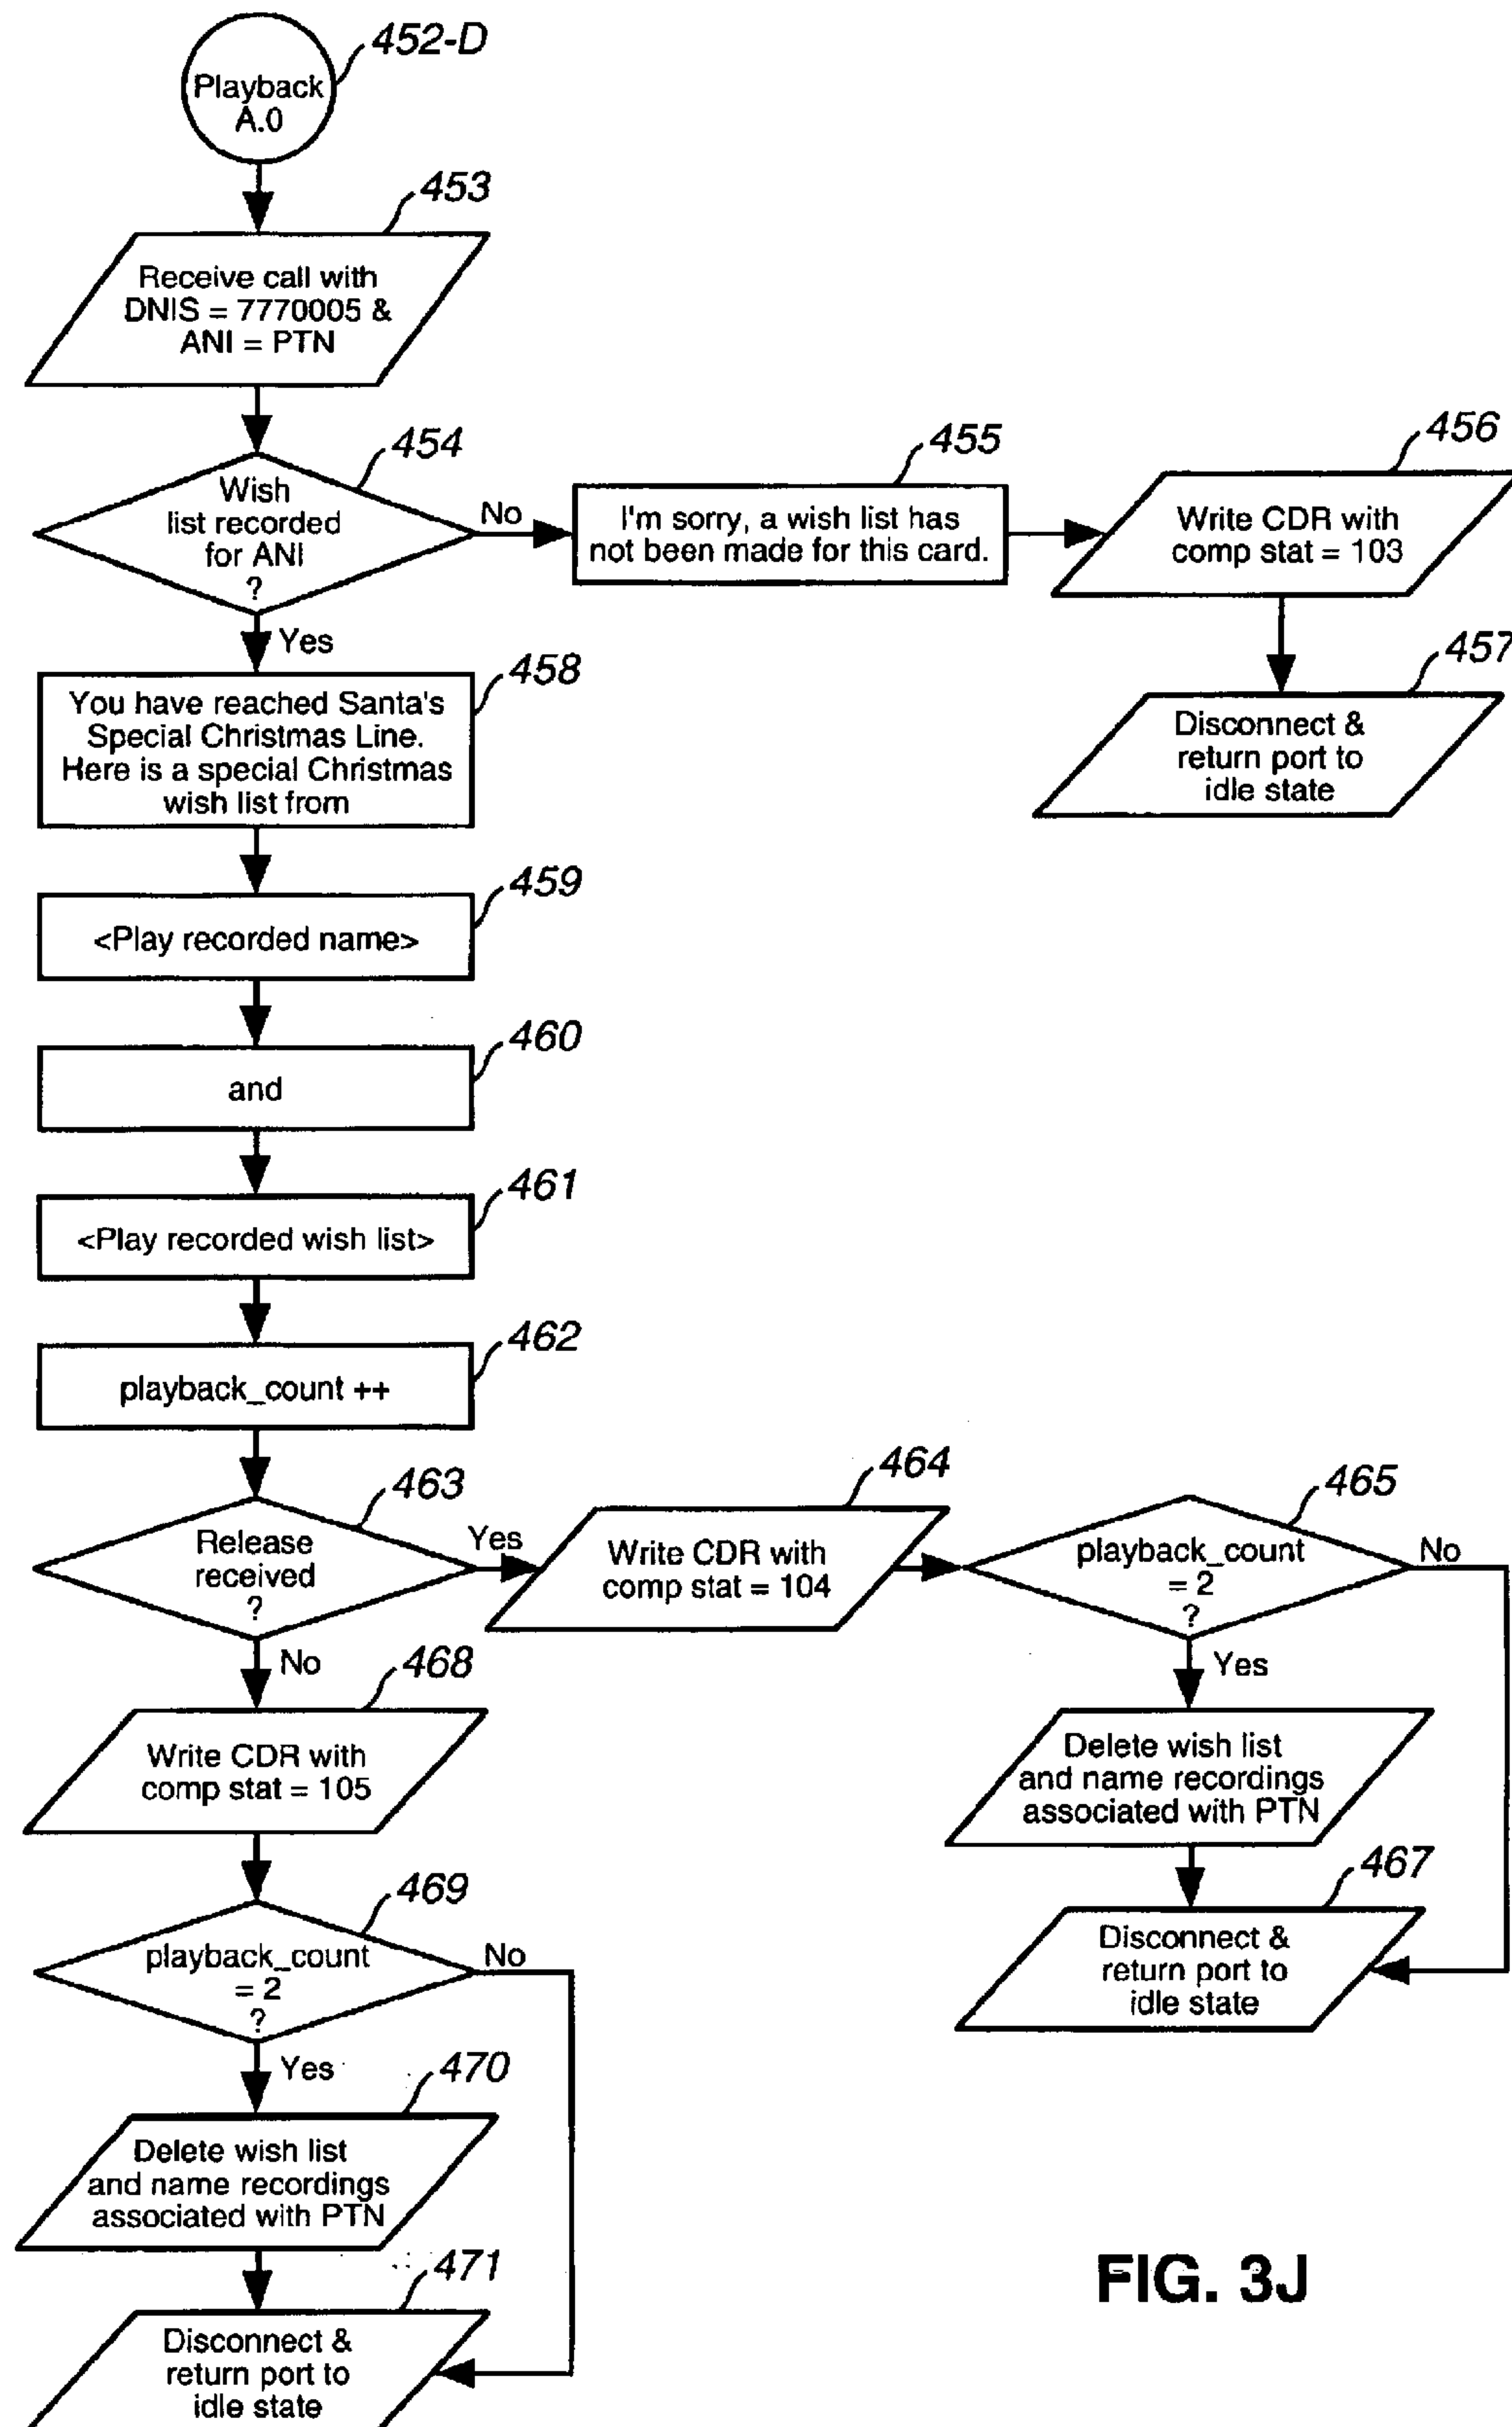 452-D
Playback
A.0
453
Receive call with
DNIS = 7770005 &
ANI = PTN
454
Wish
list recorded
for ANI
?
No
455
I'm sorry, a wish list has
not been made for this card.
456
Write CDR with
comp stat = 103
457
Disconnect &
return port to
idle state
Yes
458
You have reached Santa's
Special Christmas Line.
Here is a special Christmas
wish list from
459
<Play recorded name>
460
and
461
<Play recorded wish list>
462
playback_count ++
463
Release
received
?
Yes
464
Write CDR with
comp stat = 104
465
playback_count
= 2
?
No
Yes
Delete wish list
and name recordings
associated with PTN
467
Disconnect &
return port to
idle state
No
468
Write CDR with
comp stat = 105
469
playback_count
= 2
?
No
Yes
470
Delete wish list
and name recordings
associated with PTN
471
Disconnect &
return port to
idle state
FIG. 3J